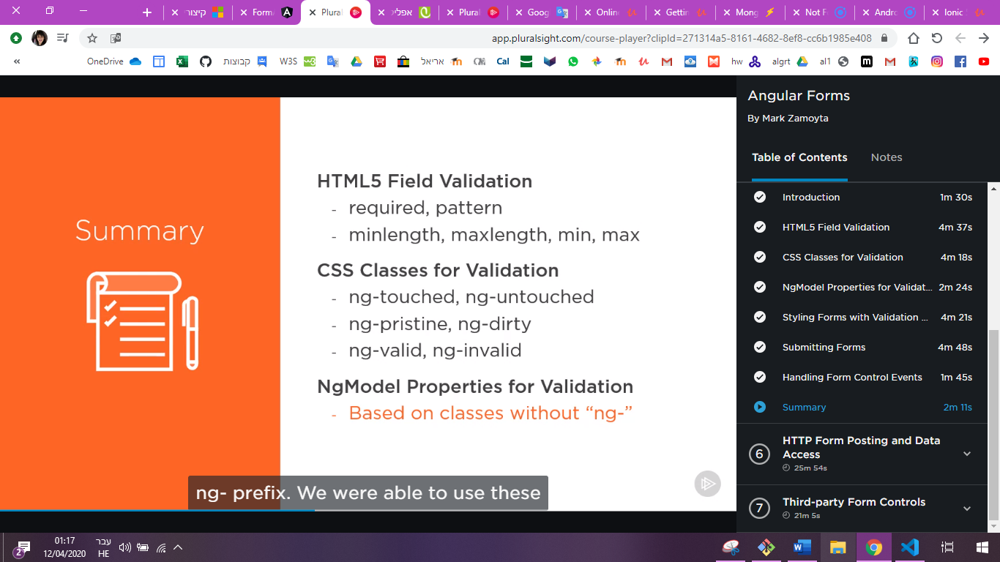 קיצור
FormA
Plural
אפליק
Plural
Goog
Online
Gettin
Mong
Not F
Andro
Ionic
app.pluralsight.com/course-player?clipId=271314a5-8161-4682-8ef8-cc6b1985e408
« OneDrive קבוצות W3S אריאל Cal hw algrt al1
Summary
HTML5 Field Validation
- required, pattern
- minlength, maxlength, min, max
CSS Classes for Validation
- ng-touched, ng-untouched
- ng-pristine, ng-dirty
- ng-valid, ng-invalid
NgModel Properties for Validation
- Based on classes without “ng-”
ng- prefix. We were able to use these
Angular Forms
By Mark Zamoyta
Table of Contents Notes
Introduction 1m 30s
HTML5 Field Validation 4m 37s
CSS Classes for Validation 4m 18s
NgModel Properties for Validat... 2m 24s
Styling Forms with Validation ... 4m 21s
Submitting Forms 4m 48s
Handling Form Control Events 1m 45s
Summary 2m 11s
6 HTTP Form Posting and Data
Access
25m 54s
7 Third-party Form Controls
21m 5s
2
01:17
12/04/2020
עבר
HE